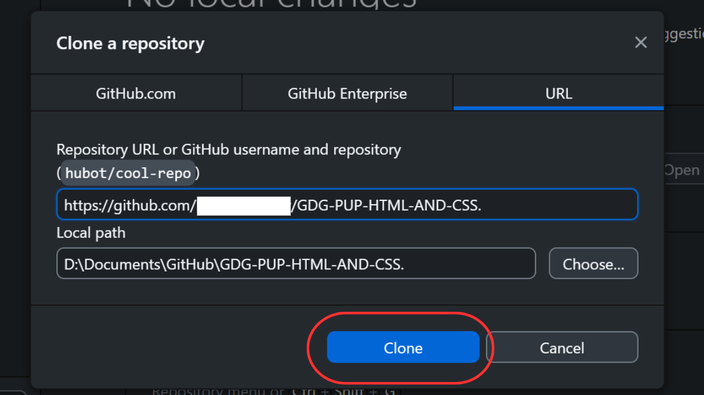 No local changes
Clone a repository
ggestio
GitHub.com
GitHub Enterprise
URL
Repository URL or GitHub username and repository
(hubot/cool-repo)
Open
https://github.com/ /GDG-PUP-HTML-AND-CSS.
Local path
D:\Documents\GitHub\GDG-PUP-HTML-AND-CSS.
Choose...
Clone
Cancel
Repository menu or Ctrl + Shift + G